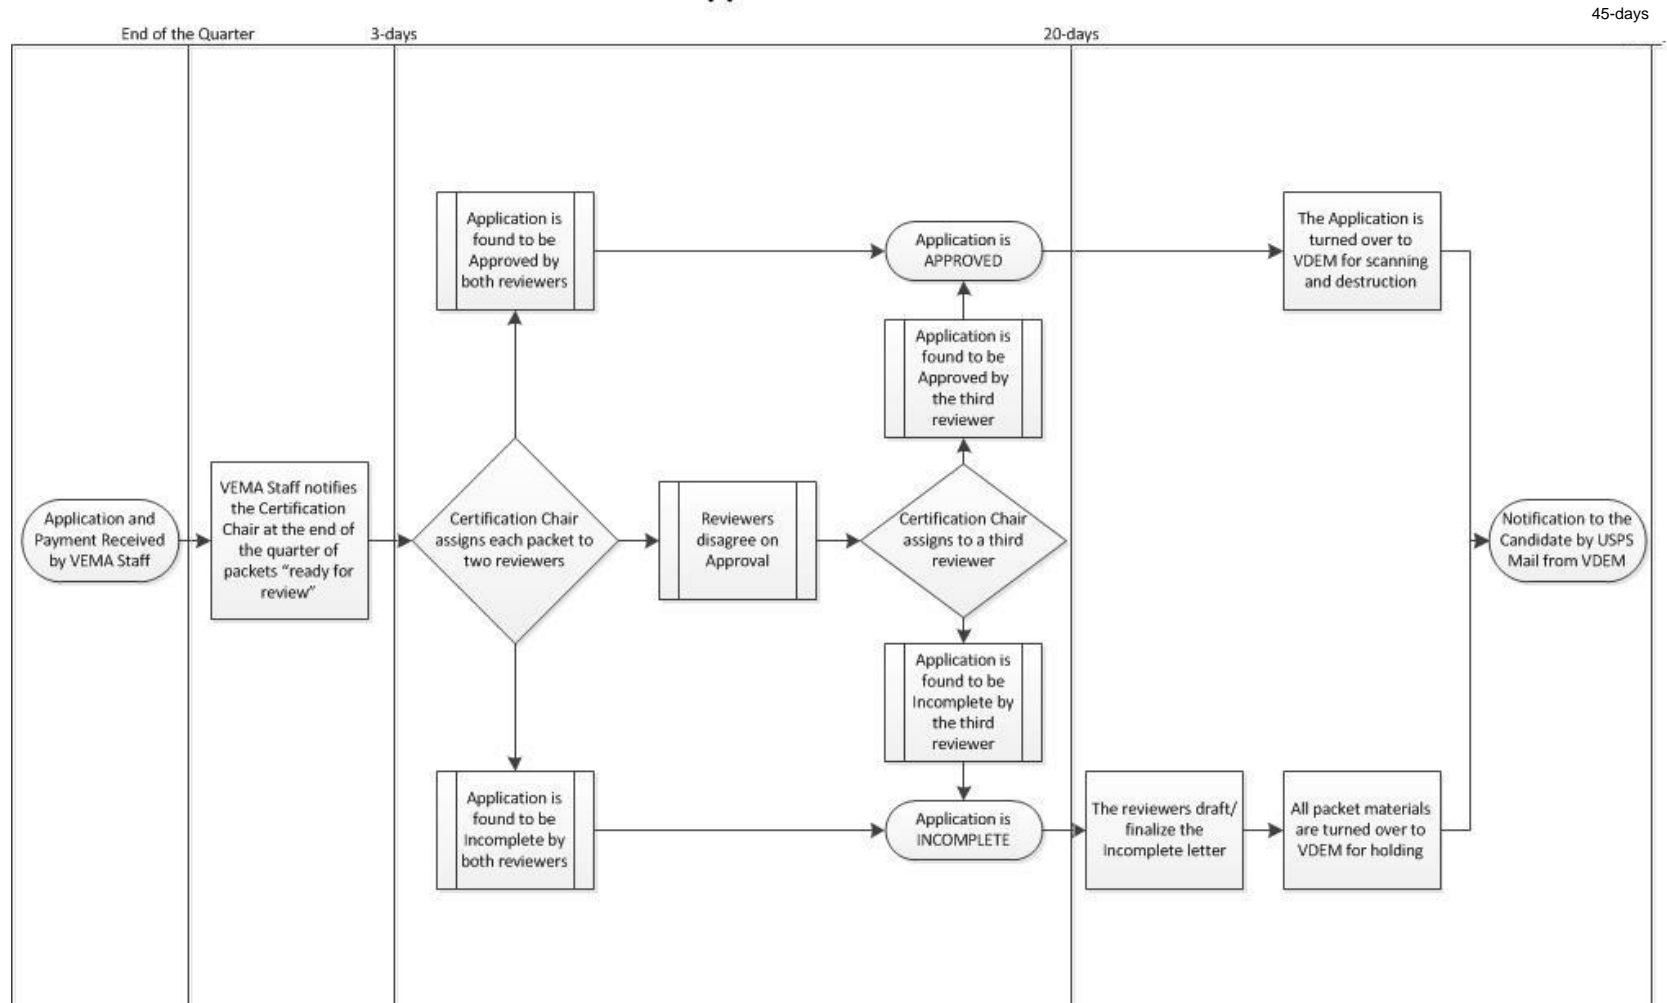 45-days
End of the Quarter
3-days
20-days
Application is
found to be
Approved by
both reviewers
Application is
APPROVED
The Application is
turned over to
VDEM for scanning
and destruction
Application is
found to be
Approved by
the third
reviewer
Application and
Payment Received
by VEMA Staff
VEMA Staff notifies
the Certification
Chair at the end of
the quarter of
packets “ready for
review”
Certification Chair
assigns each packet to
two reviewers
Reviewers
disagree on
Approval
Certification Chair
assigns to a third
reviewer
Notification to the
Candidate by USPS
Mail from VDEM
Application is
found to be
Incomplete by
the third
reviewer
Application is
found to be
Incomplete by
both reviewers
Application is
INCOMPLETE
The reviewers draft/
finalize the
Incomplete letter
All packet materials
are turned over to
VDEM for holding